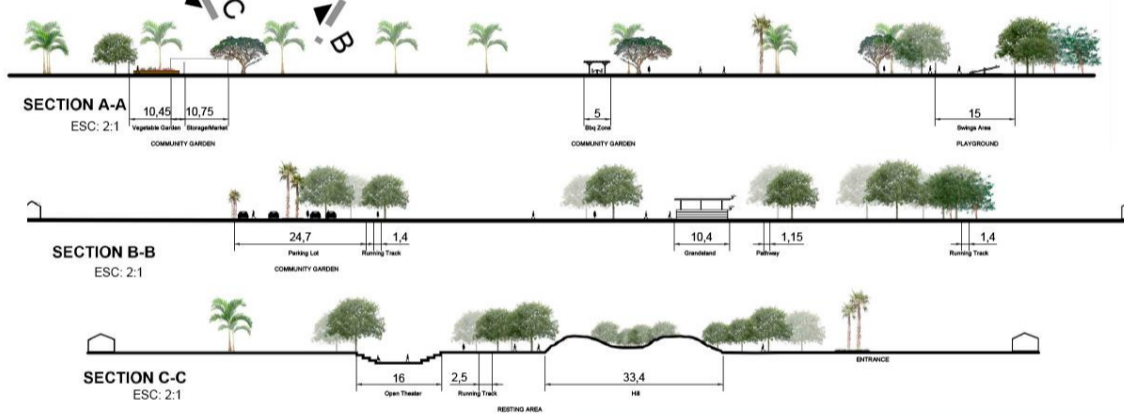 C
B
SECTION A-A
ESC: 2:1
10,45 10,75 5 15
Vegetable Garden Storage/Market Bbq Zone Swings Area
COMMUNITY GARDEN COMMUNITY GARDEN PLAYGROUND
SECTION B-B
ESC: 2:1
24,7 1,4 10,4 1,15 1,4
Parking Lot Running Track Grandstand Pathway Running Track
COMMUNITY GARDEN
SECTION C-C
ESC: 2:1
ENTRANCE
16 2,5 33,4
Open Theater Running Track Hill
RESTING AREA